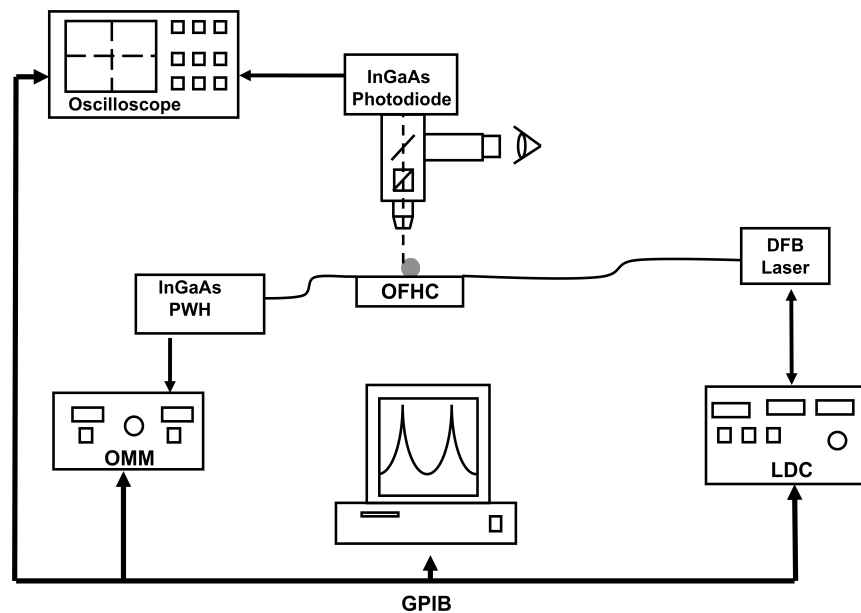 InGaAs
Photodiode
Oscilloscope
DFB
Laser
InGaAs
PWH
OFHC
OMM
LDC
GPIB